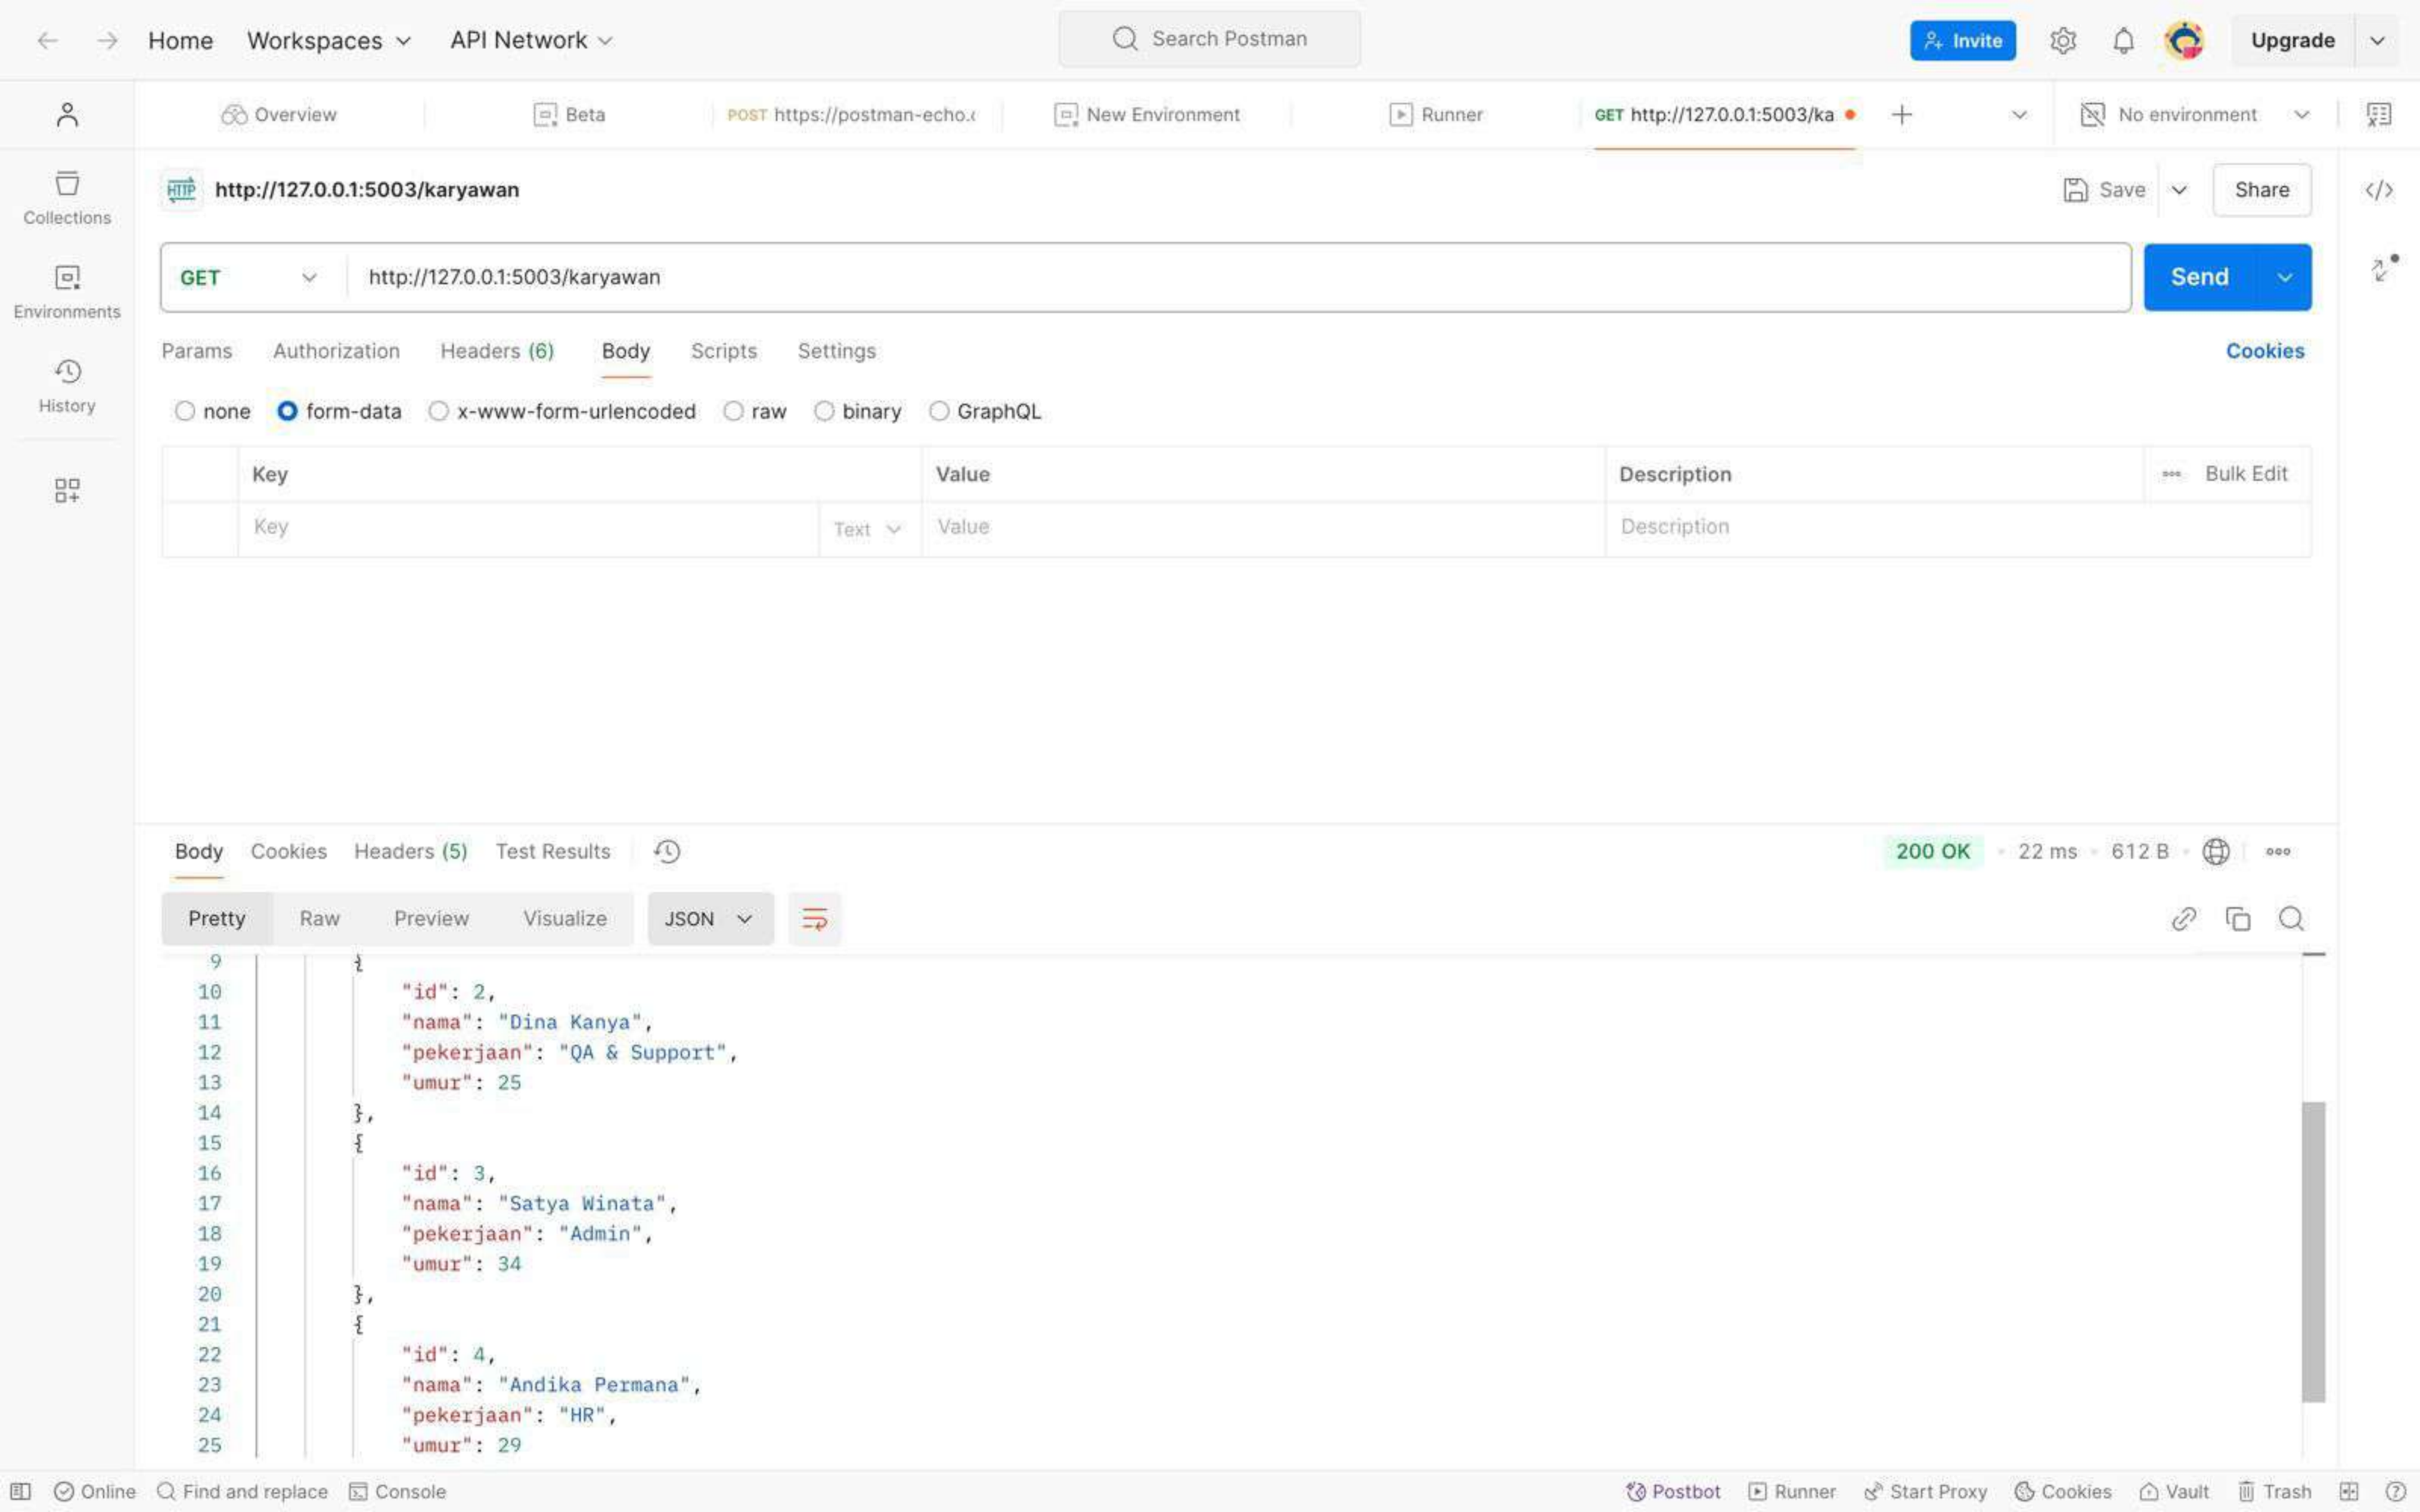 Home Workspaces API Network Search Postman Invite Upgrade
Overview Beta POST https://postman-echo.c New Environment Runner GET http://127.0.0.1:5003/ka No environment
HTTP http://127.0.0.1:5003/karyawan Save Share
Collections
GET http://127.0.0.1:5003/karyawan Send
Environments
Params Authorization Headers (6) Body Scripts Settings Cookies
History
none form-data x-www-form-urlencoded raw binary GraphQL
Key Value Description Bulk Edit
Key Text Value Description
Body Cookies Headers (5) Test Results 200 OK 22 ms 612 B
Pretty Raw Preview Visualize JSON
9 {
10 "id": 2,
11 "nama": "Dina Kanya",
12 "pekerjaan": "QA & Support",
13 "umur": 25
14 },
15 {
16 "id": 3,
17 "nama": "Satya Winata",
18 "pekerjaan": "Admin",
19 "umur": 34
20 },
21 {
22 "id": 4,
23 "nama": "Andika Permana",
24 "pekerjaan": "HR",
25 "umur": 29
Online Find and replace Console Postbot Runner Start Proxy Cookies Vault Trash